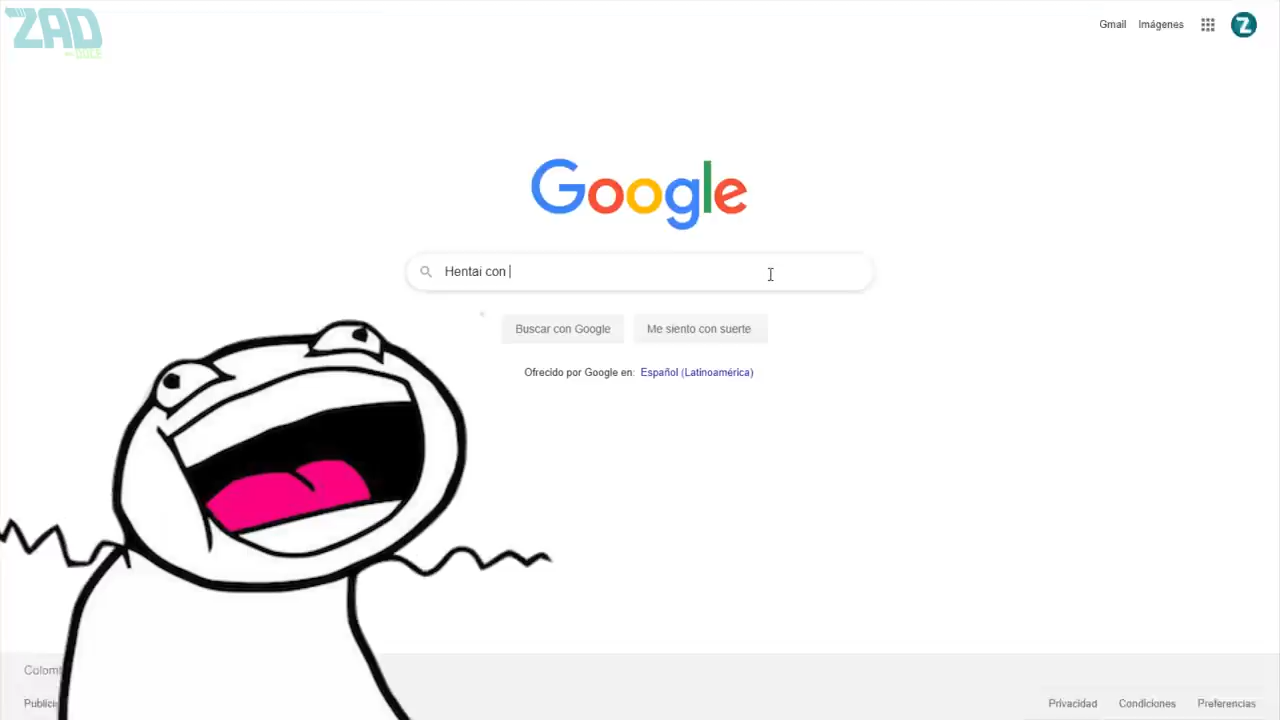 ZAD
Gmail Imágenes
Z
Google
Hentai con
Buscar con Google Me siento con suerte
Ofrecido por Google en: Español (Latinoamérica)
Privacidad Condiciones Preferencias